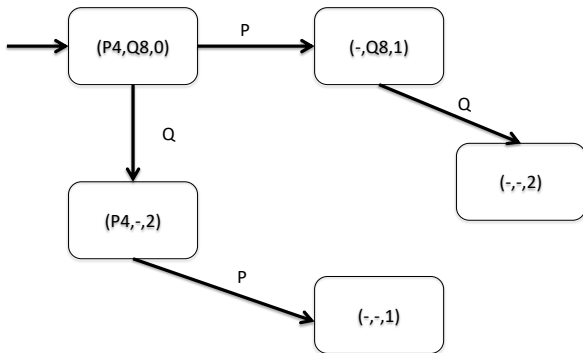 (P4,Q8,0)
P
(-,Q8,1)
Q
Q
(-,-,2)
(P4,-,2)
P
(-,-,1)